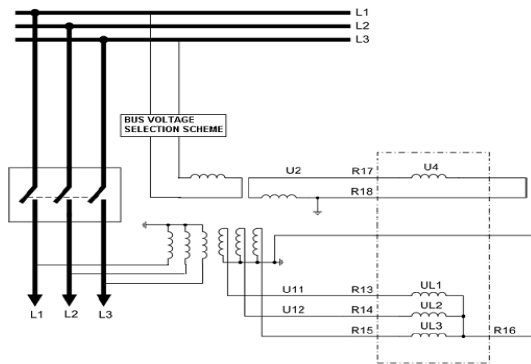 L1
L2
L3
BUS VOLTAGE
SELECTION SCHEME
U2 R17 U4
R18
U11 R13 UL1
U12 R14 UL2
R15 UL3 R16
L1 L2 L3